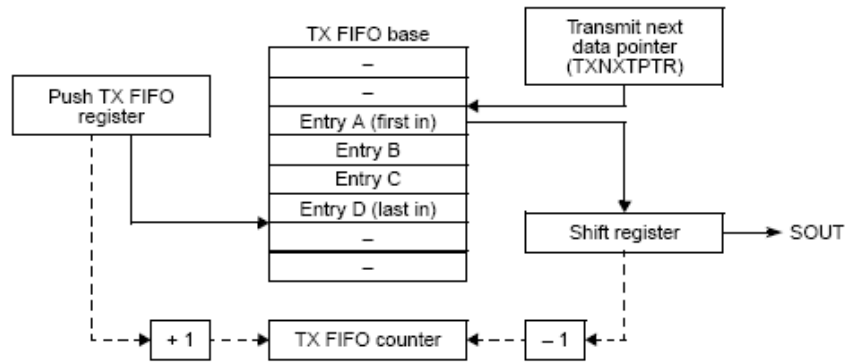 TX FIFO base
Transmit next
data pointer
(TXNXTPTR)
Push TX FIFO
register
–
–
Entry A (first in)
Entry B
Entry C
Entry D (last in)
–
–
Shift register
SOUT
+ 1
TX FIFO counter
– 1